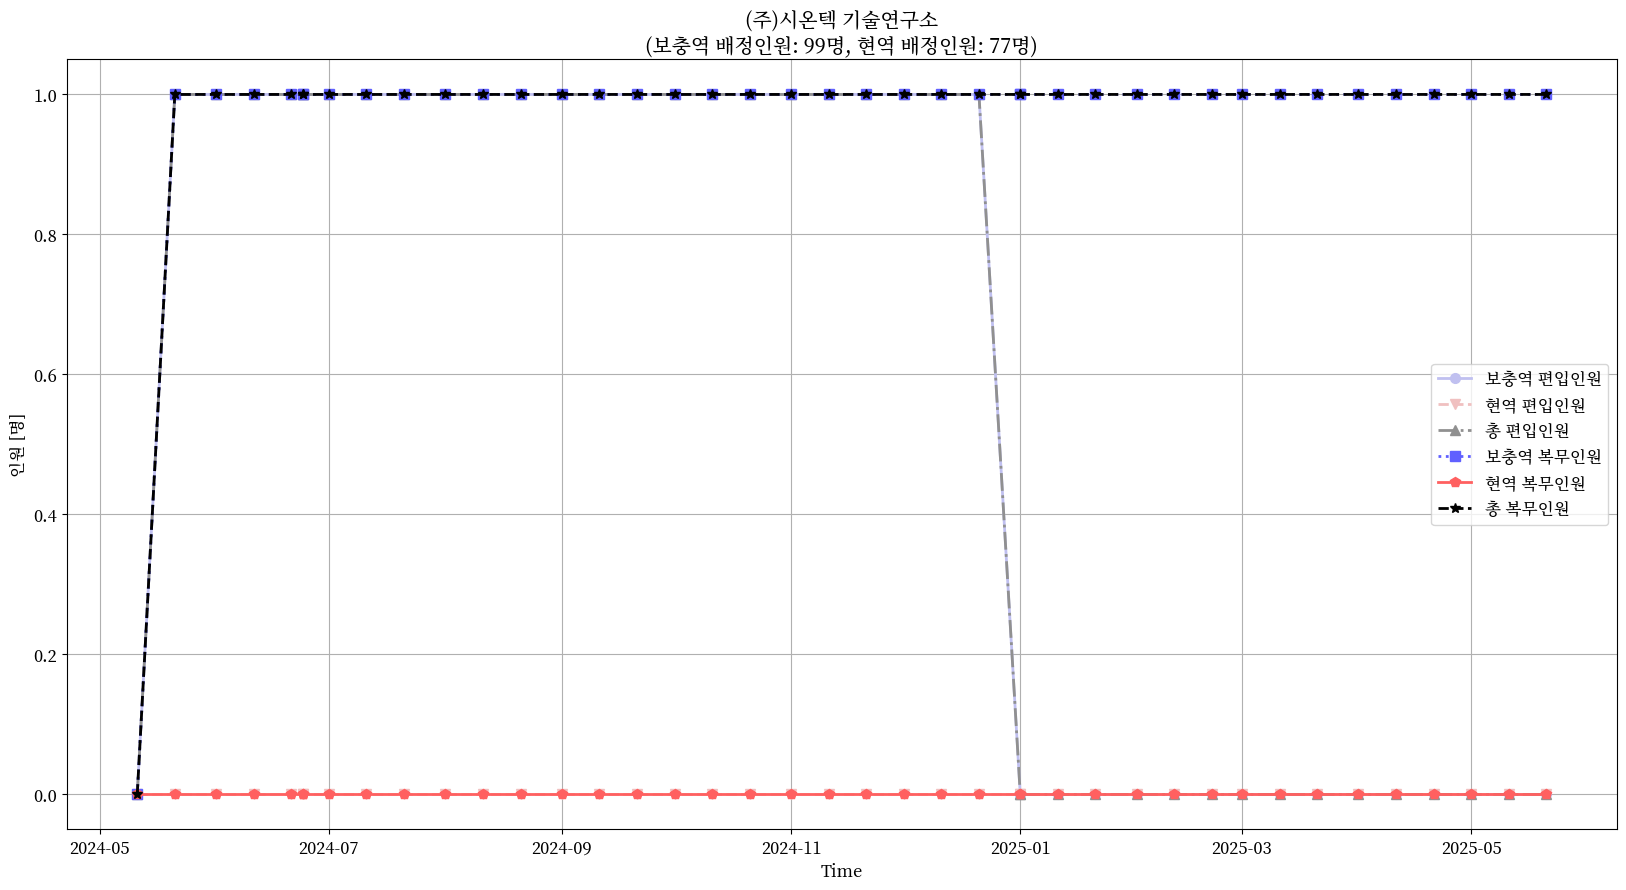 (주)시온텍 기술연구소
(보충역 배정인원: 99명, 현역 배정인원: 77명)
1.0
0.8
0.6
0.4
0.2
0.0
인원 [명]
보충역 편입인원
현역 편입인원
총 편입인원
보충역 복무인원
현역 복무인원
총 복무인원
2024-05
2024-07
2024-09
2024-11
2025-01
2025-03
2025-05
Time